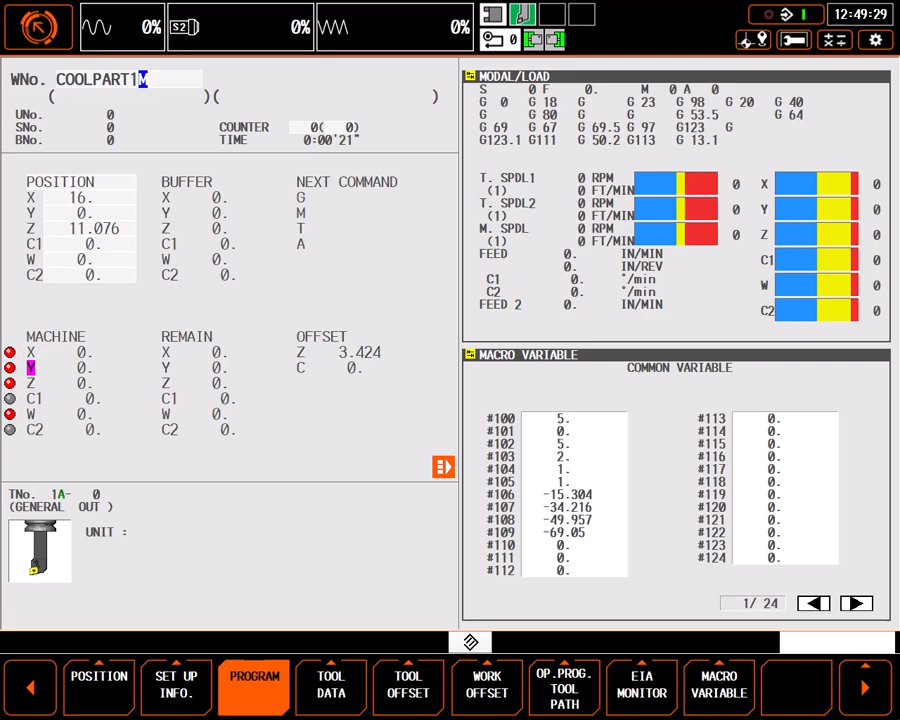 0% S2 0% 0% 0 12:49:29
WNo. COOLPART1M
( )( )
UNo. 0
SNo. 0 COUNTER 0( 0)
BNo. 0 TIME 0:00'21"
POSITION BUFFER NEXT COMMAND
X 16. X 0. G
Y 0. Y 0. M
Z 11.076 Z 0. T
C1 0. C1 0. A
W 0. W 0.
C2 0. C2 0.
MACHINE REMAIN OFFSET
X 0. X 0. Z 3.424
Y 0. Y 0. C 0.
Z 0. Z 0.
C1 0. C1 0.
W 0. W 0.
C2 0. C2 0.
TNo. 1A- 0
(GENERAL OUT )
UNIT :
MODAL/LOAD
S 0 F 0. M 0 A 0
G 0 G 18 G 23 G 98 G 20 G 40
G G 80 G G 53.5 G 64
G 69 G 67 G 69.5 G 97 G123 G
G123.1 G111 G 50.2 G113 G 13.1
T. SPDL1 0 RPM 0 X 0
(1) 0 FT/MIN
T. SPDL2 0 RPM 0 Y 0
(1) 0 FT/MIN
M. SPDL 0 RPM 0 Z 0
(1) 0 FT/MIN
FEED 0. IN/MIN C1 0
0. IN/REV
C1 0. °/min W 0
C2 0. °/min
FEED 2 0. IN/MIN C2 0
MACRO VARIABLE
COMMON VARIABLE
#100 5. #113 0.
#101 0. #114 0.
#102 5. #115 0.
#103 2. #116 0.
#104 1. #117 0.
#105 1. #118 0.
#106 -15.304 #119 0.
#107 -34.216 #120 0.
#108 -49.957 #121 0.
#109 -69.05 #122 0.
#110 0. #123 0.
#111 0. #124 0.
#112 0.
1/ 24
POSITION
SET UP
INFO.
PROGRAM
TOOL
DATA
TOOL
OFFSET
WORK
OFFSET
OP.PROG.
TOOL
PATH
EIA
MONITOR
MACRO
VARIABLE